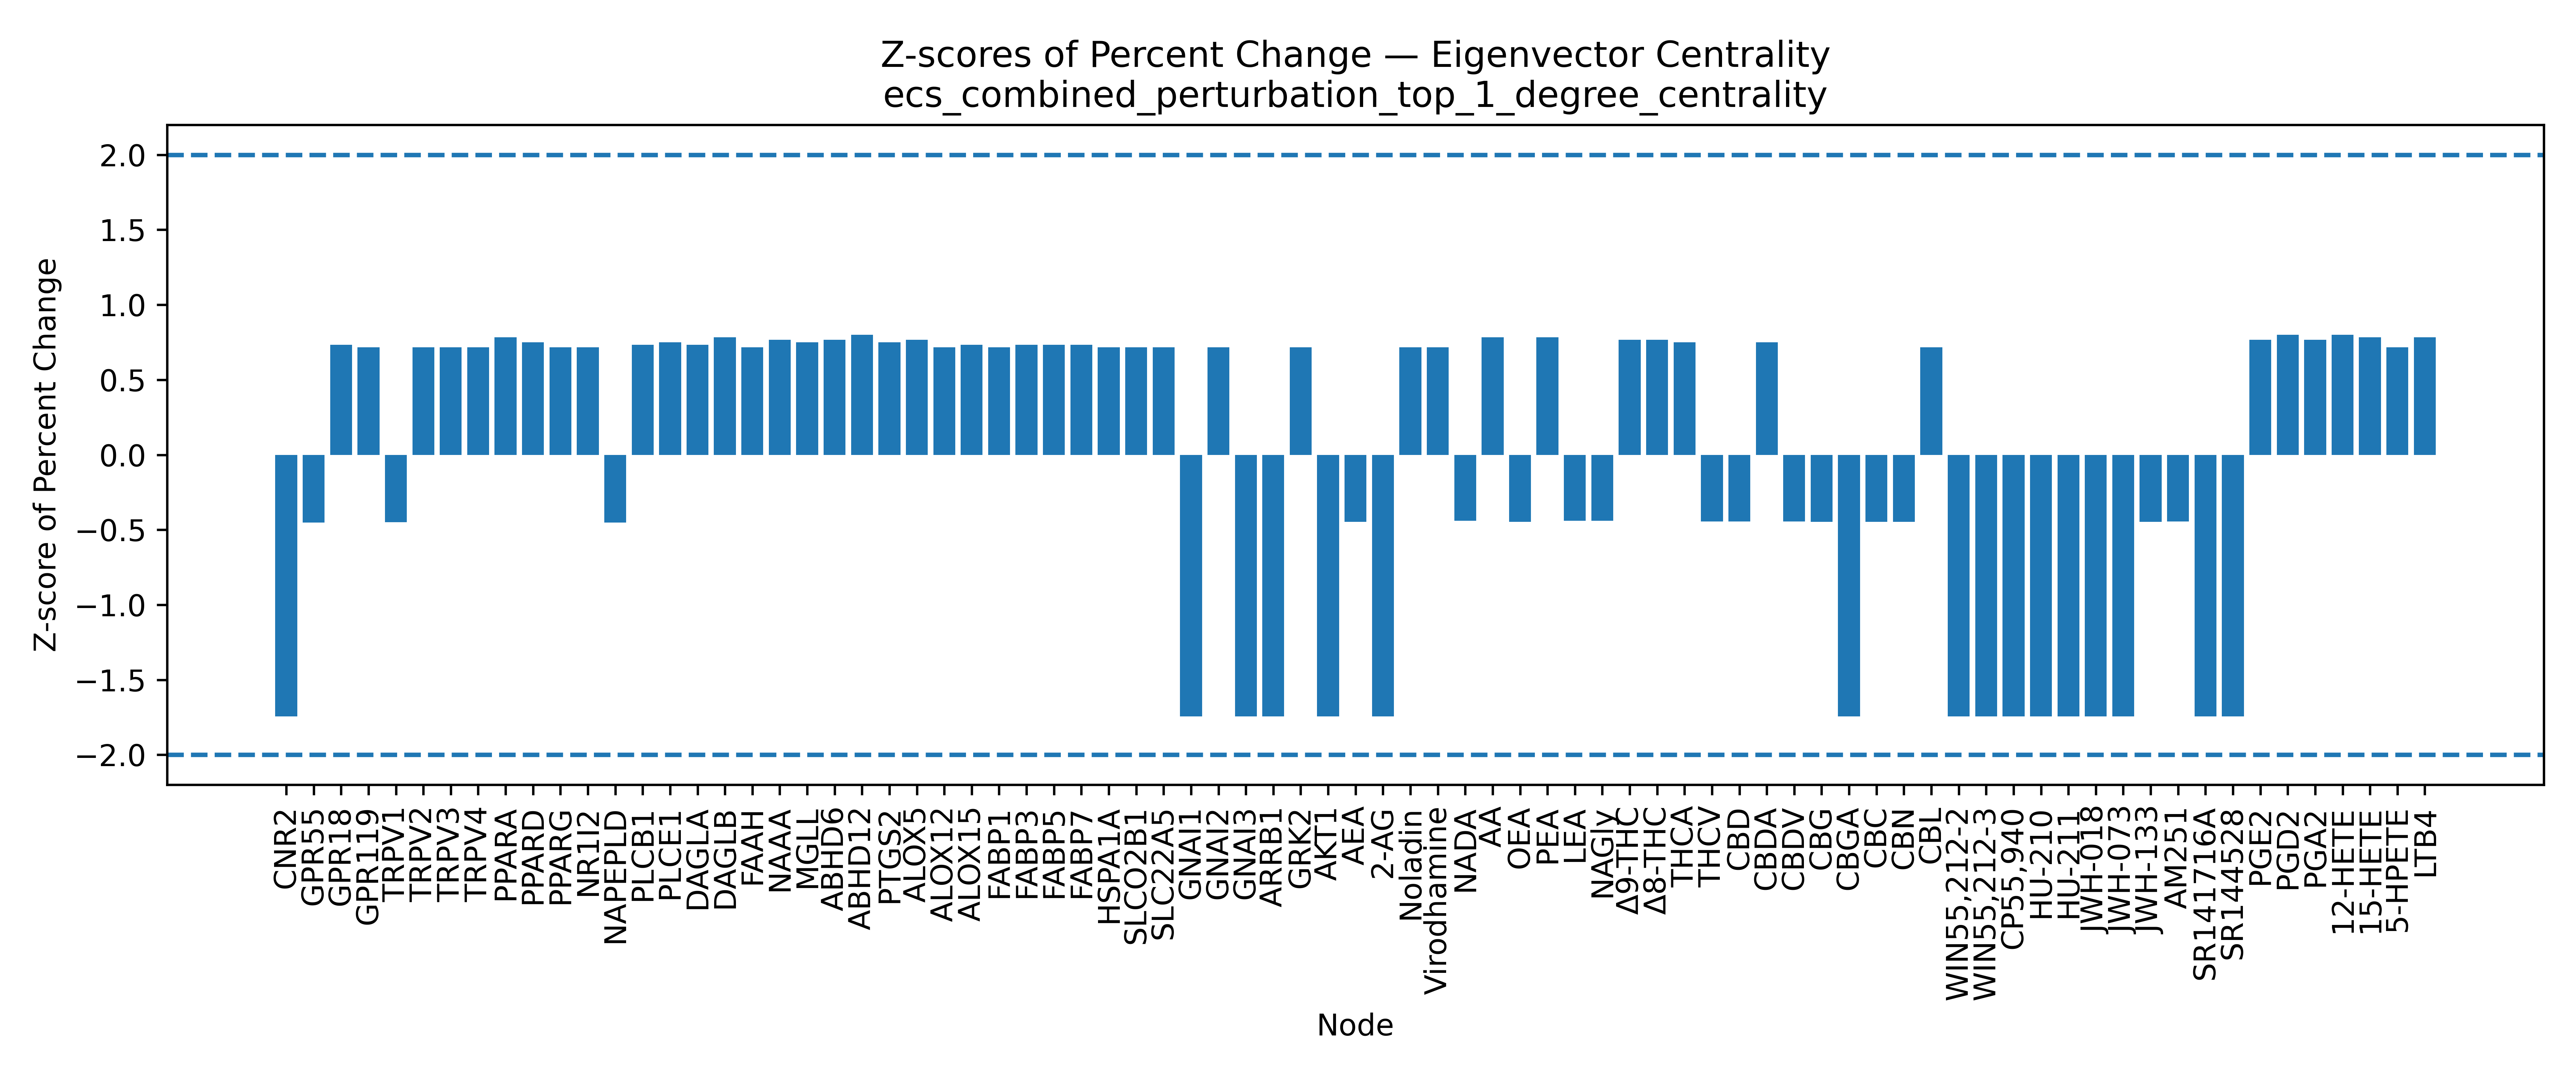 Z-scores of Percent Change — Eigenvector Centrality
ecs_combined_perturbation_top_1_degree_centrality
Z-score of Percent Change
2.0
1.5
1.0
0.5
0.0
−0.5
−1.0
−1.5
−2.0
CNR2
GPR55
GPR18
GPR119
TRPV1
TRPV2
TRPV3
TRPV4
PPARA
PPARD
PPARG
NR1I2
NAPEPLD
PLCB1
PLCE1
DAGLA
DAGLB
FAAH
NAAA
MGLL
ABHD6
ABHD12
PTGS2
ALOX5
ALOX12
ALOX15
FABP1
FABP3
FABP5
FABP7
HSPA1A
SLCO2B1
SLC22A5
GNAI1
GNAI2
GNAI3
ARRB1
GRK2
AKT1
AEA
2-AG
Noladin
Virodhamine
NADA
AA
OEA
PEA
LEA
NAGly
Δ9-THC
Δ8-THC
THCA
THCV
CBD
CBDA
CBDV
CBG
CBGA
CBC
CBN
CBL
WIN55,212-2
WIN55,212-3
CP55,940
HU-210
HU-211
JWH-018
JWH-073
JWH-133
AM251
SR141716A
SR144528
PGE2
PGD2
PGA2
12-HETE
15-HETE
5-HPETE
LTB4
Node